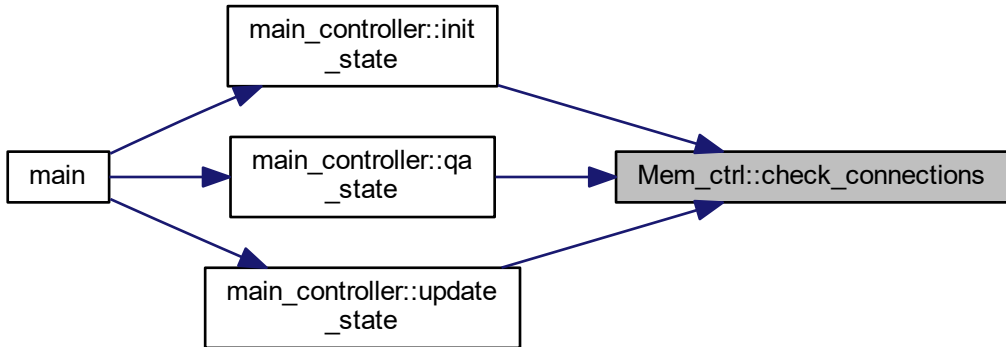 main_controller::init
_state
main
main_controller::qa
_state
Mem_ctrl::check_connections
main_controller::update
_state